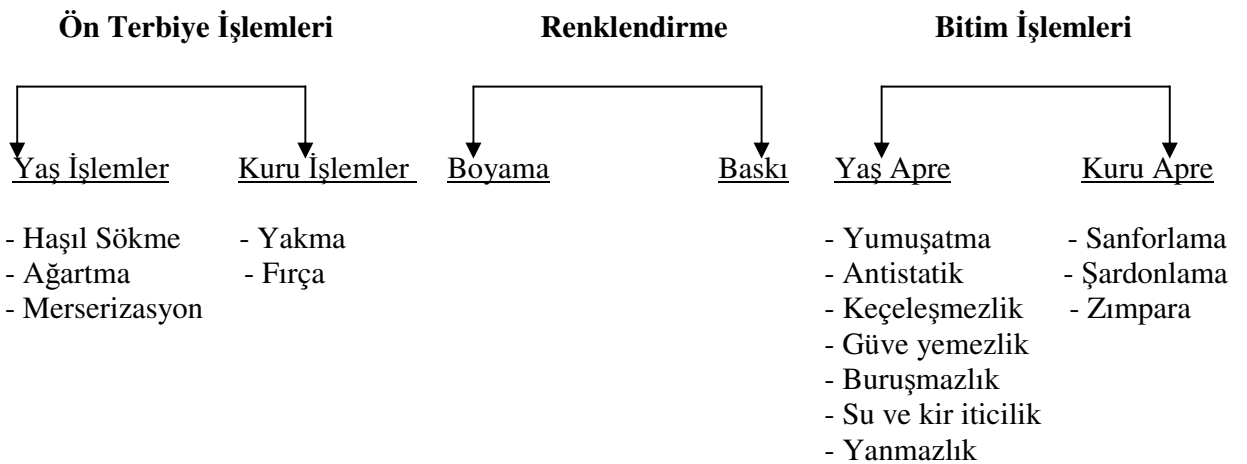 Ön Terbiye İşlemleri Renklendirme Bitim İşlemleri
Yaş İşlemler Kuru İşlemler Boyama Baskı Yaş Apre Kuru Apre
- Haşıl Sökme - Yakma - Yumuşatma - Sanforlama
- Ağartma - Fırça - Antistatik - Şardonlama
- Merserizasyon - Keçeleşmezlik - Zımpara
- Güve yemezlik
- Buruşmazlık
- Su ve kir iticilik
- Yanmazlık